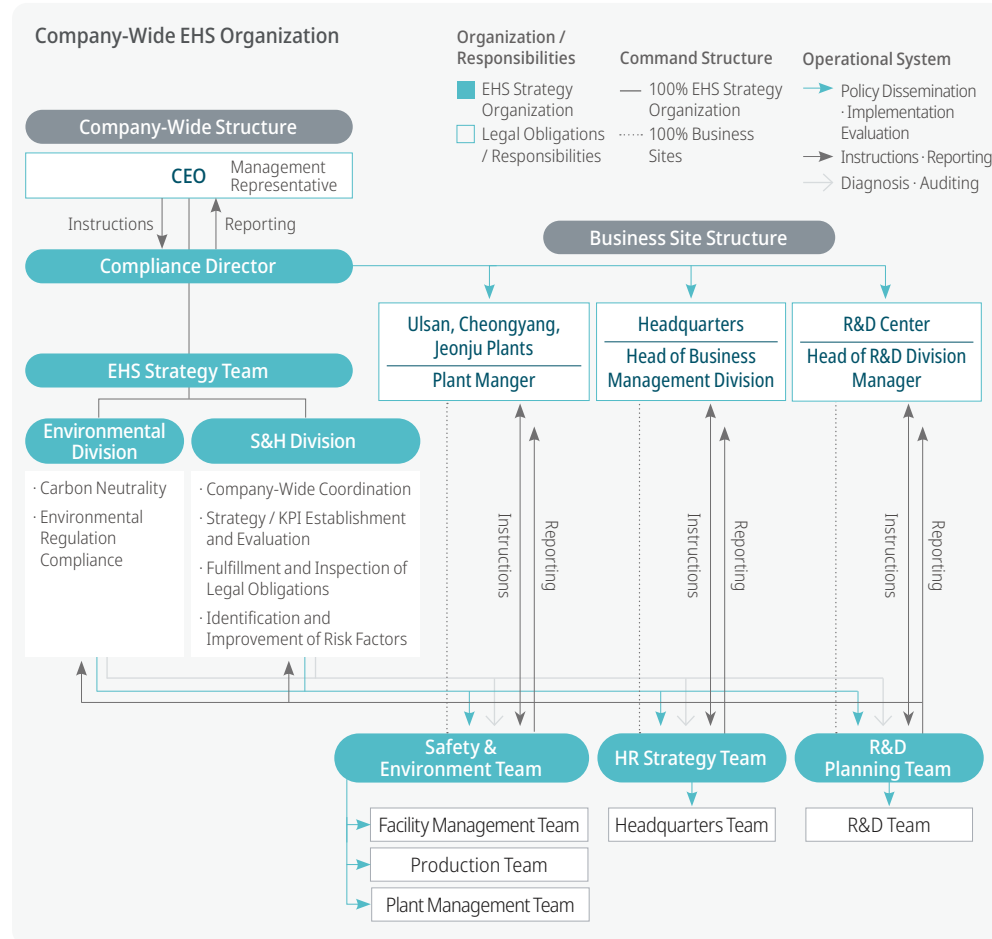 Company-Wide EHS Organization
Organization /
Responsibilities
EHS Strategy
Organization
Legal Obligations
/ Responsibilities
Command Structure
100% EHS Strategy
Organization
100% Business
Sites
Operational System
Policy Dissemination
· Implementation
Evaluation
Instructions · Reporting
Diagnosis · Auditing
Company-Wide Structure
CEO
Management
Representative
Instructions
Reporting
Compliance Director
EHS Strategy Team
Environmental
Division
· Carbon Neutrality
· Environmental
Regulation
Compliance
S&H Division
· Company-Wide Coordination
· Strategy / KPI Establishment
and Evaluation
· Fulfillment and Inspection of
Legal Obligations
· Identification and
Improvement of Risk Factors
Business Site Structure
Ulsan, Cheongyang,
Jeonju Plants
Plant Manger
Headquarters
Head of Business
Management Division
R&D Center
Head of R&D Division
Manager
Instructions
Reporting
Instructions
Reporting
Instructions
Reporting
Safety &
Environment Team
HR Strategy Team
R&D
Planning Team
Facility Management Team
Production Team
Plant Management Team
Headquarters Team
R&D Team